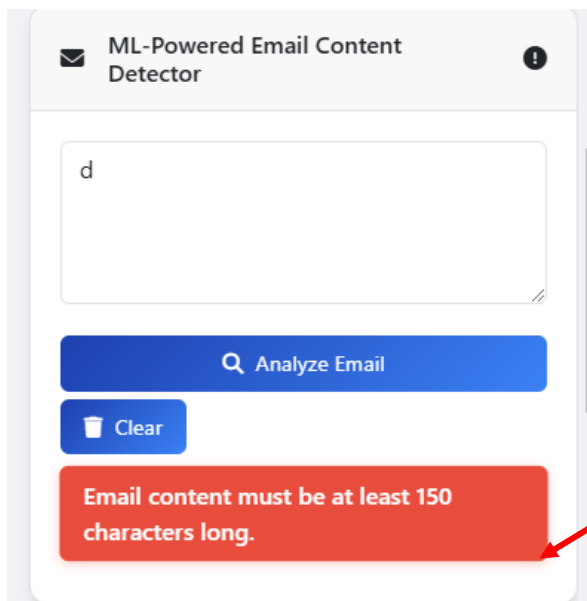 ML-Powered Email Content
Detector
d
Analyze Email
Clear
Email content must be at least 150
characters long.